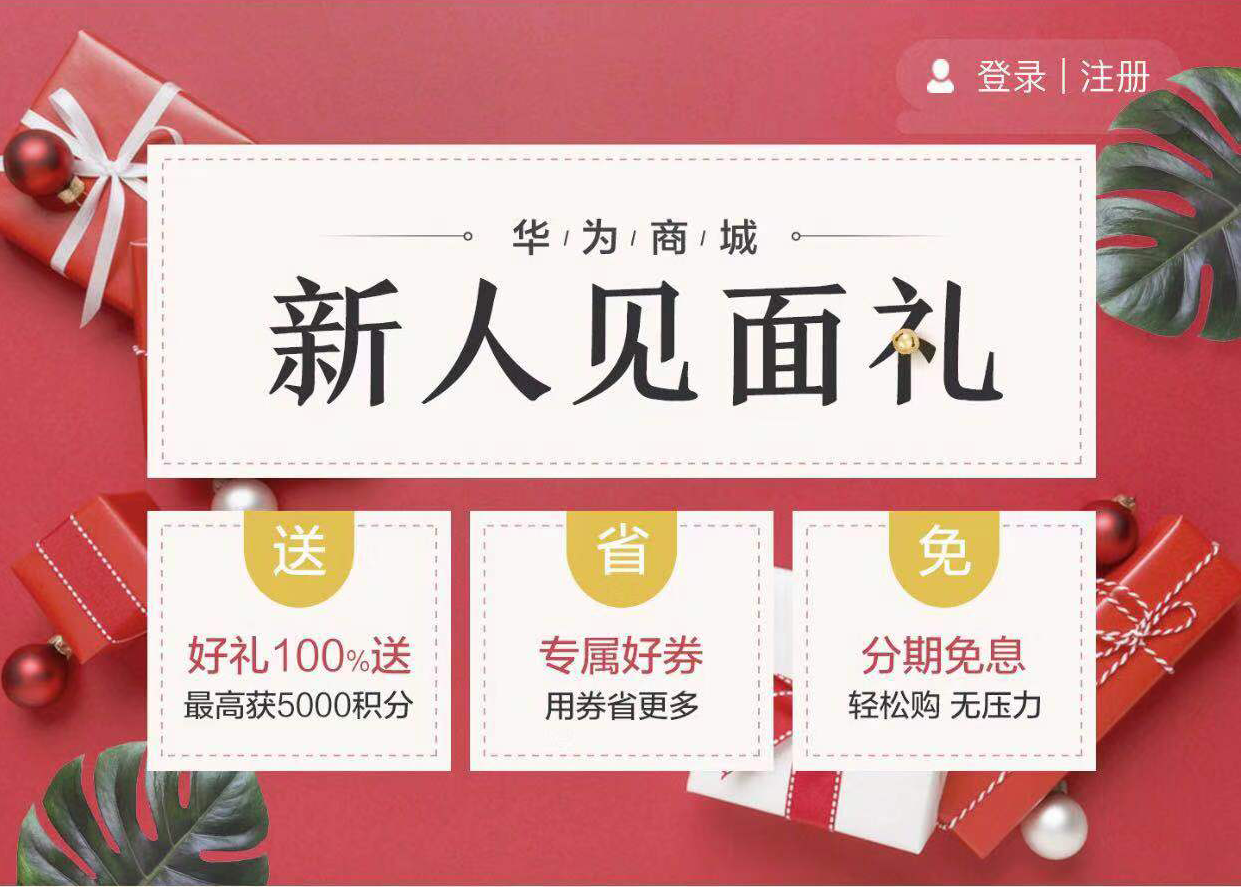 登录 | 注册
华/为/商/城
新人见面礼
送
好礼100%送
最高获5000积分
省
专属好券
用券省更多
免
分期免息
轻松购 无压力